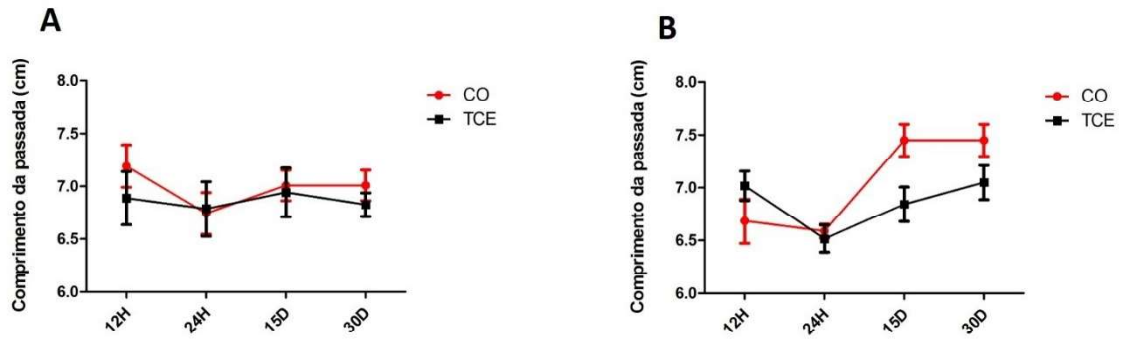 A
Comprimento da passada (cm)
8.0
7.5
7.0
6.5
6.0
12H
24H
15D
30D
CO
TCE
B
Comprimento da passada (cm)
8.0
7.5
7.0
6.5
6.0
12H
24H
15D
30D
CO
TCE